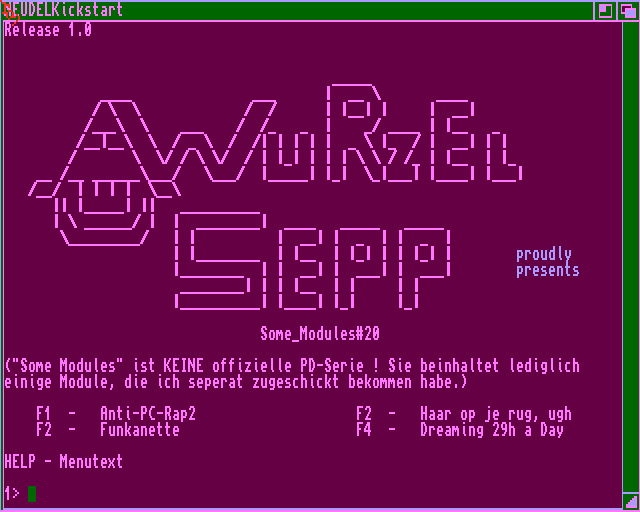 NEUDELKickstart
Release 1.0
WURZEL
SEPP
proudly
presents
Some_Modules#20
("Some Modules" ist KEINE offizielle PD-Serie ! Sie beinhaltet lediglich
einige Module, die ich seperat zugeschickt bekommen habe.)
F1 - Anti-PC-Rap2 F2 - Haar op je rug, ugh
F2 - Funkanette F4 - Dreaming 29h a Day
HELP - Menutext
1>